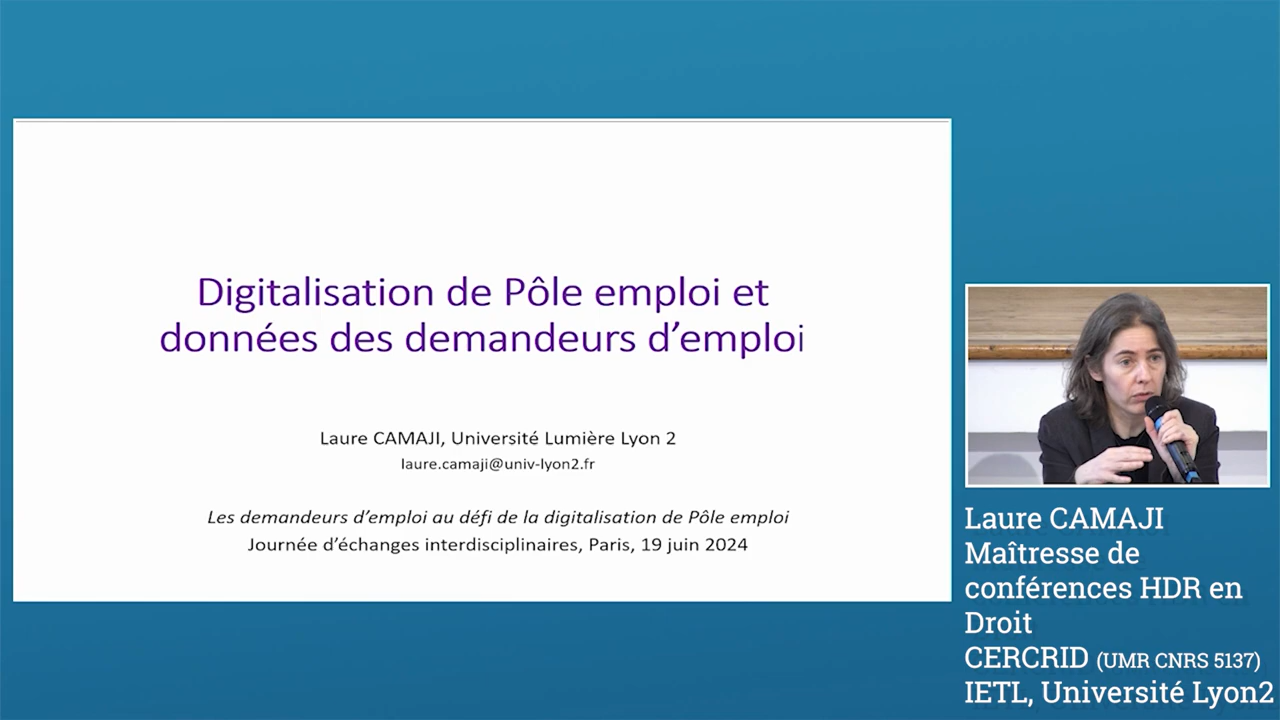 Digitalisation de Pôle emploi et
données des demandeurs d’emploi
Laure CAMAJI, Université Lumière Lyon 2
laure.camaji@univ-lyon2.fr
Les demandeurs d’emploi au défi de la digitalisation de Pôle emploi
Journée d’échanges interdisciplinaires, Paris, 19 juin 2024
Laure CAMAJI
Maîtresse de
conférences HDR en
Droit
CERCRID (UMR CNRS 5137)
IETL, Université Lyon2